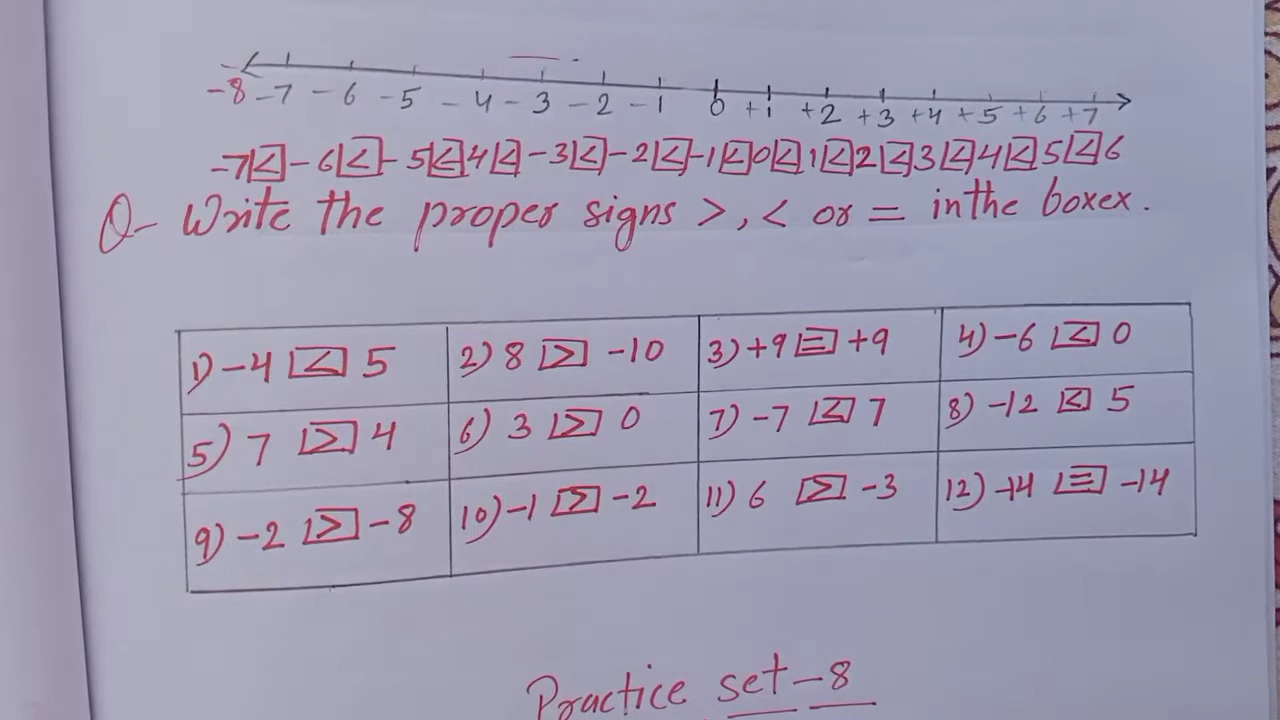 -8 -7 -6 -5 -4 -3 -2 -1 0 +1 +2 +3 +4 +5 +6 +7
-7 < -6 < -5 < 4 < -3 < -2 < -1 < 0 < 1 < 2 < 3 < 4 < 5 < 6
Q- Write the proper signs >, < or = in the boxex.
1) -4 < 5 2) 8 > -10 3) +9 = +9 4) -6 < 0
5) 7 > 4 6) 3 > 0 7) -7 < 7 8) -12 < 5
9) -2 > -8 10) -1 > -2 11) 6 > -3 12) -14 = -14
Practice set-8